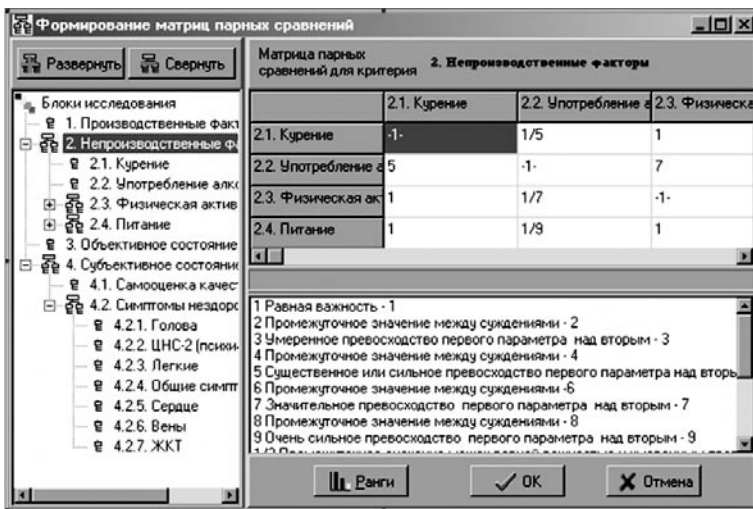 Формирование матриц парных сравнений
Развернуть Свернуть
Блоки исследования
1. Производственные факт
2. Непроизводственные фа
2.1. Курение
2.2. Употребление алко
2.3. Физическая актив
2.4. Питание
3. Объективное состояние
4. Субъективное состояние
4.1. Самооценка качес
4.2. Симптомы нездоро
4.2.1. Голова
4.2.2. ЦНС-2 (психи
4.2.3. Легкие
4.2.4. Общие симпт
4.2.5. Сердце
4.2.6. Вены
4.2.7. ЖКТ
Матрица парных
сравнений для критерия 2. Непроизводственные факторы
2.1. Курение 2.2. Употребление а 2.3. Физическа
2.1. Курение -1- 1/5 1
2.2. Употребление а 5 -1- 7
2.3. Физическая ак 1 1/7 -1-
2.4. Питание 1 1/9 1
1 Равная важность - 1
2 Промежуточное значение между суждениями - 2
3 Умеренное превосходство первого параметра над вторым - 3
4 Промежуточное значение между суждениями - 4
5 Существенное или сильное превосходство первого параметра над вторь
6 Промежуточное значение между суждениями -6
7 Значительное превосходство первого параметра над вторым - 7
8 Промежуточное значение между суждениями - 8
9 Очень сильное превосходство первого параметра над вторым - 9
Ранги OK Отмена